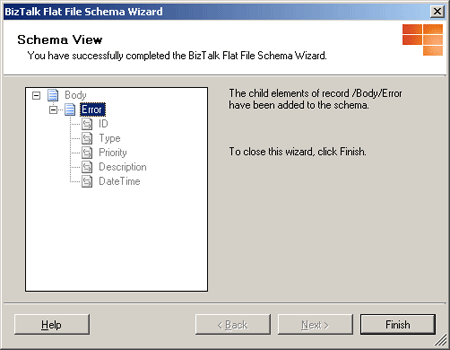 BizTalk Flat File Schema Wizard
Schema View
You have successfully completed the BizTalk Flat File Schema Wizard.
Body
Error
ID
Type
Priority
Description
DateTime
The child elements of record /Body/Error
have been added to the schema.
To close this wizard, click Finish.
Help
< Back
Next >
Finish